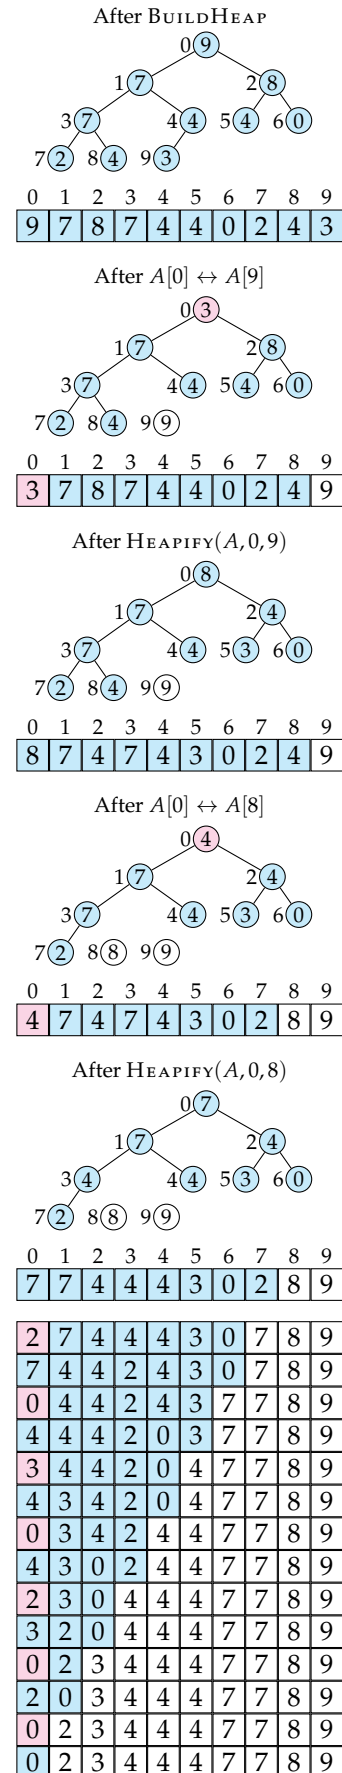 After BUILDHEAP
0 9
1 7 2 8
3 7 4 4 5 4 6 0
7 2 8 4 9 3
0 1 2 3 4 5 6 7 8 9
9 7 8 7 4 4 0 2 4 3
After A[0] ↔ A[9]
0 3
1 7 2 8
3 7 4 4 5 4 6 0
7 2 8 4 9 9
0 1 2 3 4 5 6 7 8 9
3 7 8 7 4 4 0 2 4 9
After HEAPIFY(A, 0, 9)
0 8
1 7 2 4
3 7 4 4 5 3 6 0
7 2 8 4 9 9
0 1 2 3 4 5 6 7 8 9
8 7 4 7 4 3 0 2 4 9
After A[0] ↔ A[8]
0 4
1 7 2 4
3 7 4 4 5 3 6 0
7 2 8 8 9 9
0 1 2 3 4 5 6 7 8 9
4 7 4 7 4 3 0 2 8 9
After HEAPIFY(A, 0, 8)
0 7
1 7 2 4
3 4 4 4 5 3 6 0
7 2 8 8 9 9
0 1 2 3 4 5 6 7 8 9
7 7 4 4 4 3 0 2 8 9
2 7 4 4 4 3 0 7 8 9
7 4 4 2 4 3 0 7 8 9
0 4 4 2 4 3 7 7 8 9
4 4 4 2 0 3 7 7 8 9
3 4 4 2 0 4 7 7 8 9
4 3 4 2 0 4 7 7 8 9
0 3 4 2 4 4 7 7 8 9
4 3 0 2 4 4 7 7 8 9
2 3 0 4 4 4 7 7 8 9
3 2 0 4 4 4 7 7 8 9
0 2 3 4 4 4 7 7 8 9
2 0 3 4 4 4 7 7 8 9
0 2 3 4 4 4 7 7 8 9
0 2 3 4 4 4 7 7 8 9